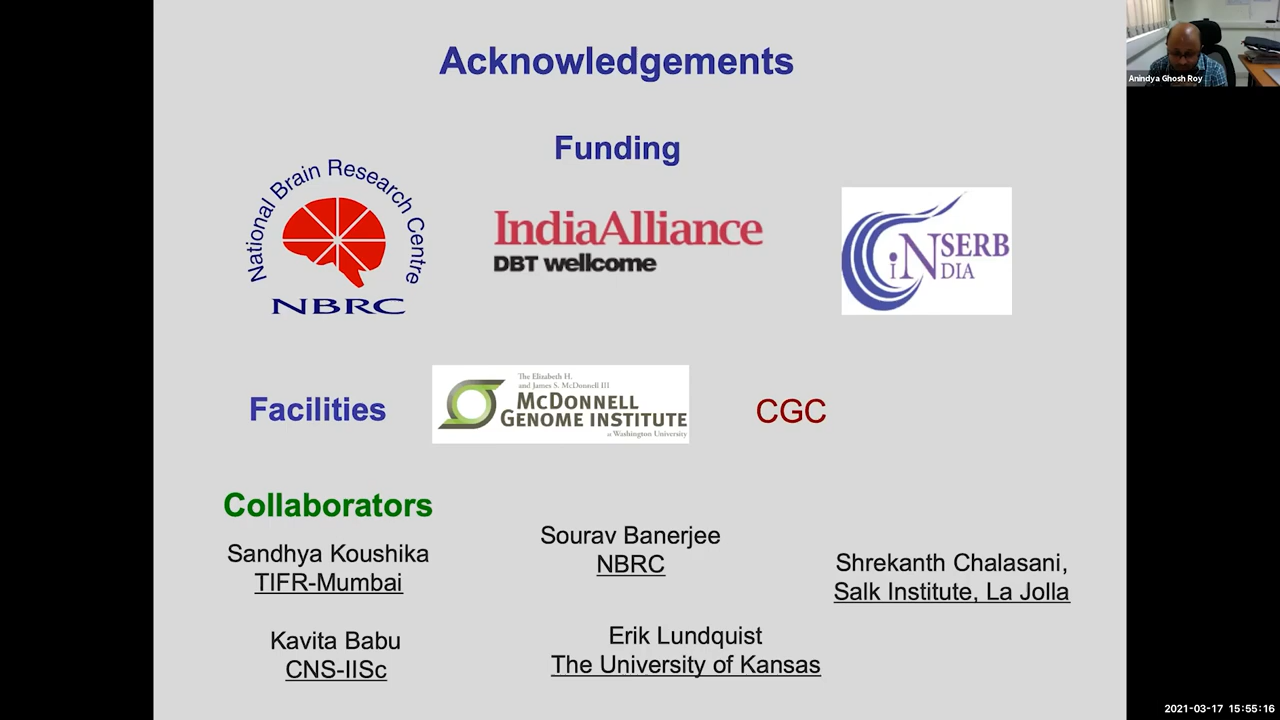 Acknowledgements
Anindya Ghosh Roy
Funding
National Brain Research Centre
NBRC
IndiaAlliance
DBT wellcome
SERB
iN
DIA
Facilities
The Elizabeth H.
and James S. McDonnell III
McDonnell
Genome Institute
at Washington University
CGC
Collaborators
Sandhya Koushika
TIFR-Mumbai
Sourav Banerjee
NBRC
Shrekanth Chalasani,
Salk Institute, La Jolla
Kavita Babu
CNS-IISc
Erik Lundquist
The University of Kansas
2021-03-17 15:55:16